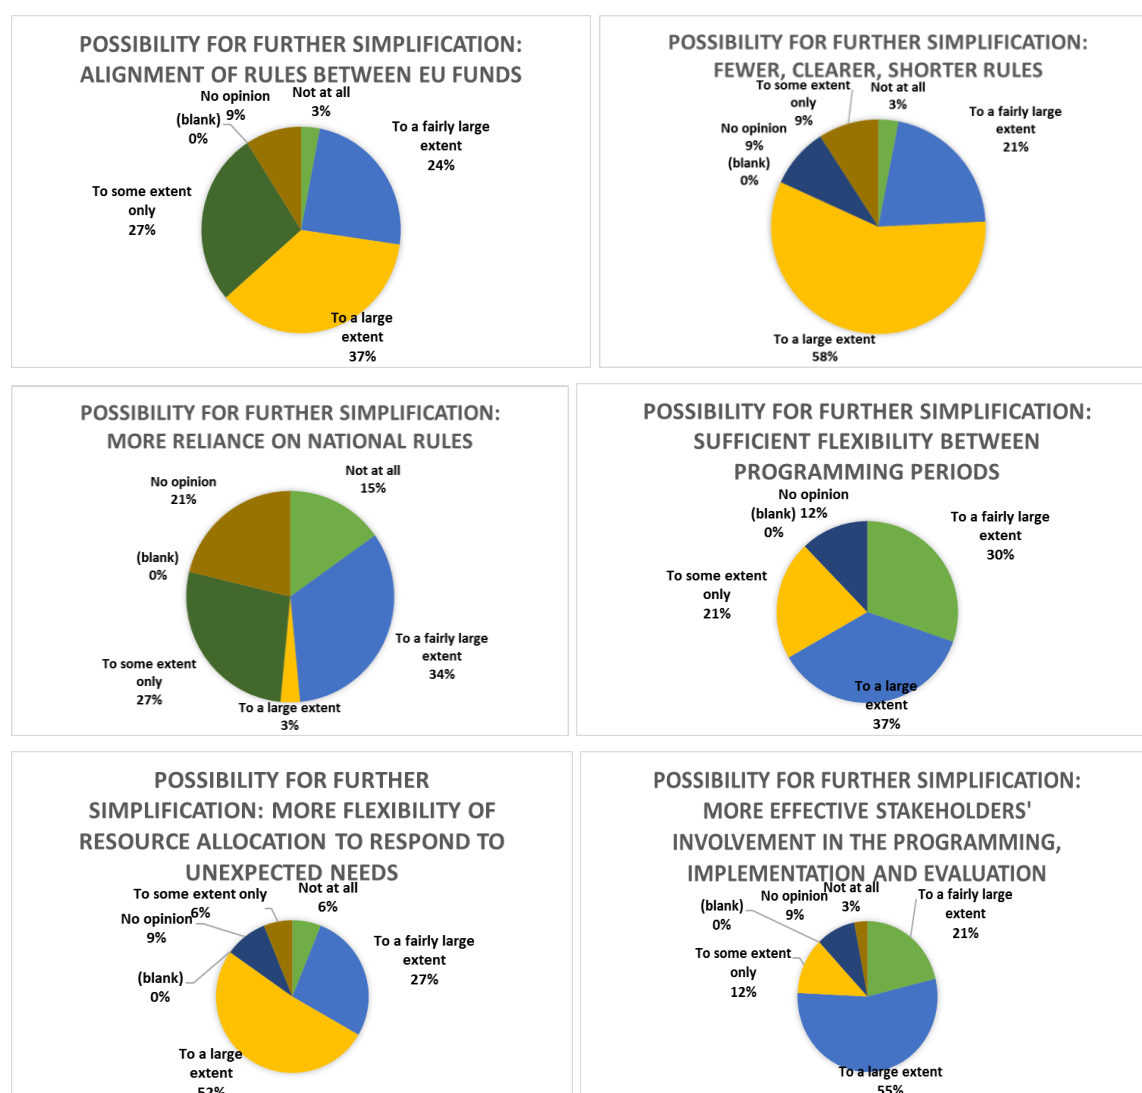 POSSIBILITY FOR FURTHER SIMPLIFICATION:
ALIGNMENT OF RULES BETWEEN EU FUNDS
No opinion
9%
Not at all
3%
(blank)
0%
To a fairly large
extent
24%
To some extent
only
27%
To a large
extent
37%
POSSIBILITY FOR FURTHER SIMPLIFICATION:
FEWER, CLEARER, SHORTER RULES
To some extent
only
9%
Not at all
3%
To a fairly large
extent
21%
No opinion
9%
(blank)
0%
To a large extent
58%
POSSIBILITY FOR FURTHER SIMPLIFICATION:
MORE RELIANCE ON NATIONAL RULES
Not at all
15%
No opinion
21%
(blank)
0%
To a fairly large
extent
34%
To some extent
only
27%
To a large extent
3%
POSSIBILITY FOR FURTHER SIMPLIFICATION:
SUFFICIENT FLEXIBILITY BETWEEN
PROGRAMMING PERIODS
No opinion
12%
(blank)
0%
To a fairly large
extent
30%
To some extent
only
21%
To a large
extent
37%
POSSIBILITY FOR FURTHER
SIMPLIFICATION: MORE FLEXIBILITY OF
RESOURCE ALLOCATION TO RESPOND TO
UNEXPECTED NEEDS
To some extent only
6%
Not at all
6%
No opinion
9%
To a fairly large
extent
27%
(blank)
0%
To a large
extent
52%
POSSIBILITY FOR FURTHER SIMPLIFICATION:
MORE EFFECTIVE STAKEHOLDERS'
INVOLVEMENT IN THE PROGRAMMING,
IMPLEMENTATION AND EVALUATION
No opinion
9%
Not at all
3%
To a fairly large
extent
21%
(blank)
0%
To some extent
only
12%
To a large extent
55%